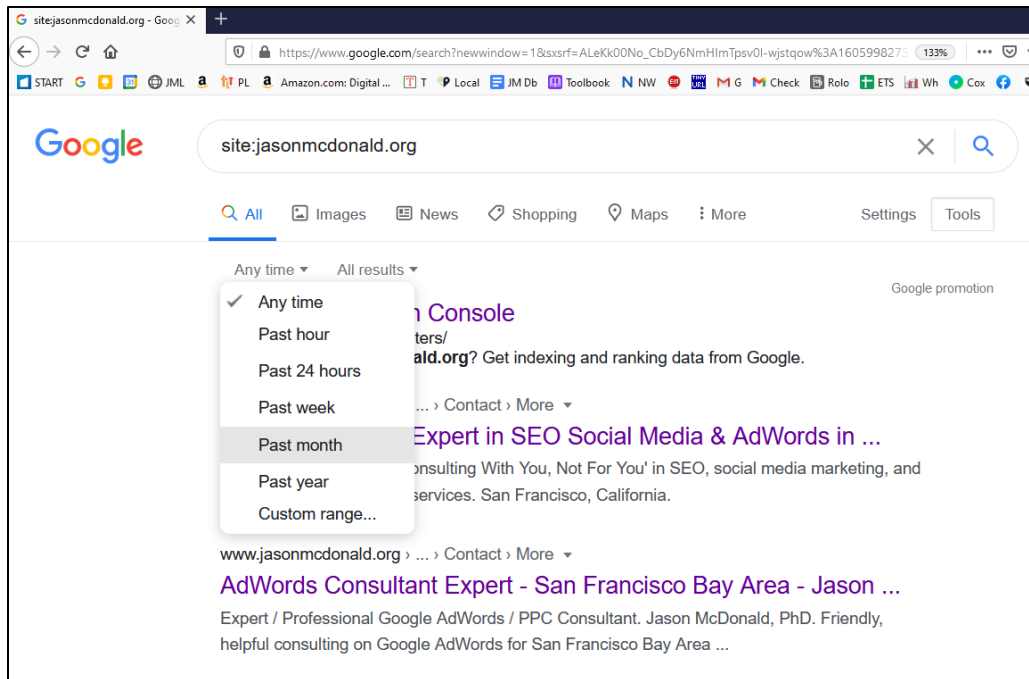 site:jasonmcdonald.org - Goog
https://www.google.com/search?newwindow=1&sxsrf=ALeKk00No_CbDy6NmHImTpsv0I-wjstqow%3A1605998273
133%
START G JML PL Amazon.com: Digital ... T T Local JM Db Toolbook N NW M G Check Rolo ETS Wh Cox
Google
site:jasonmcdonald.org
All Images News Shopping Maps More Settings Tools
Any time All results
Google promotion
Any time
Past hour
Past 24 hours
Past week
Past month
Past year
Custom range...
Console
ters/
ald.org? Get indexing and ranking data from Google.
... › Contact › More
Expert in SEO Social Media & AdWords in ...
onsulting With You, Not For You' in SEO, social media marketing, and
services. San Francisco, California.
www.jasonmcdonald.org › ... › Contact › More
AdWords Consultant Expert - San Francisco Bay Area - Jason ...
Expert / Professional Google AdWords / PPC Consultant. Jason McDonald, PhD. Friendly,
helpful consulting on Google AdWords for San Francisco Bay Area ...